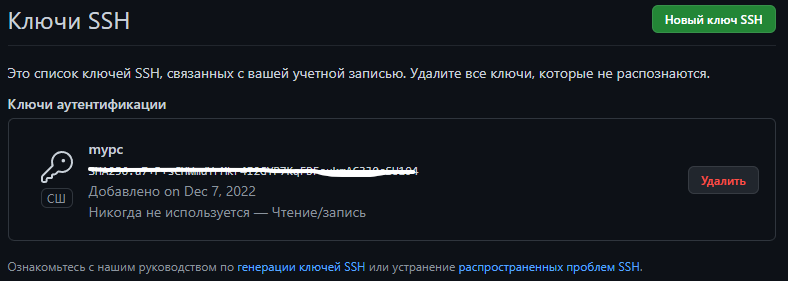 Ключи SSH
Новый ключ SSH
Это список ключей SSH, связанных с вашей учетной записью. Удалите все ключи, которые не распознаются.
Ключи аутентификации
mypc
Добавлено on Dec 7, 2022
СШ
Никогда не используется — Чтение/запись
Удалить
Ознакомьтесь с нашим руководством по генерации ключей SSH или устранение распространенных проблем SSH.